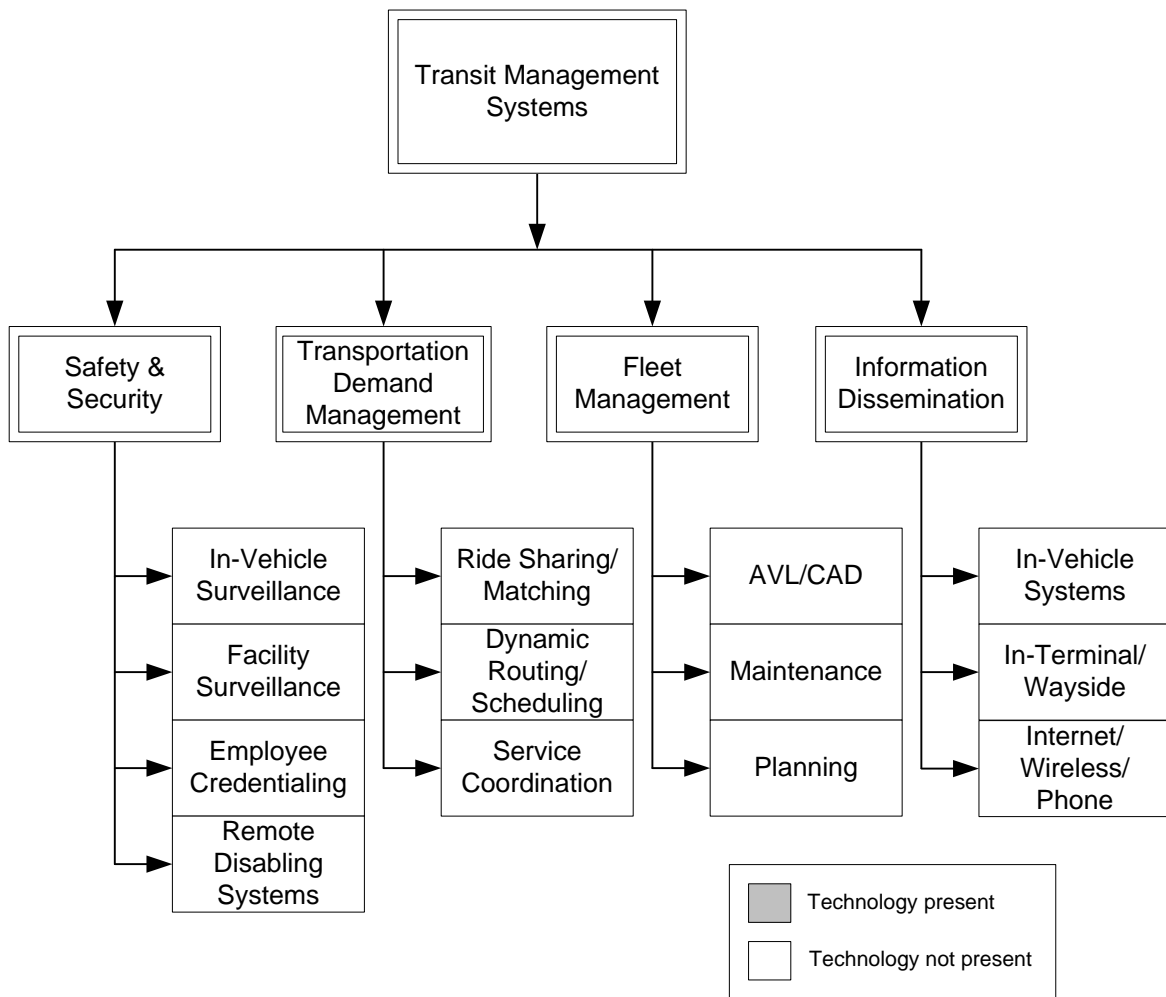 Transit Management
Systems
Safety &
Security
Transportation
Demand
Management
Fleet
Management
Information
Dissemination
In-Vehicle
Surveillance
Facility
Surveillance
Employee
Credentialing
Remote
Disabling
Systems
Ride Sharing/
Matching
Dynamic
Routing/
Scheduling
Service
Coordination
AVL/CAD
Maintenance
Planning
In-Vehicle
Systems
In-Terminal/
Wayside
Internet/
Wireless/
Phone
Technology present
Technology not present